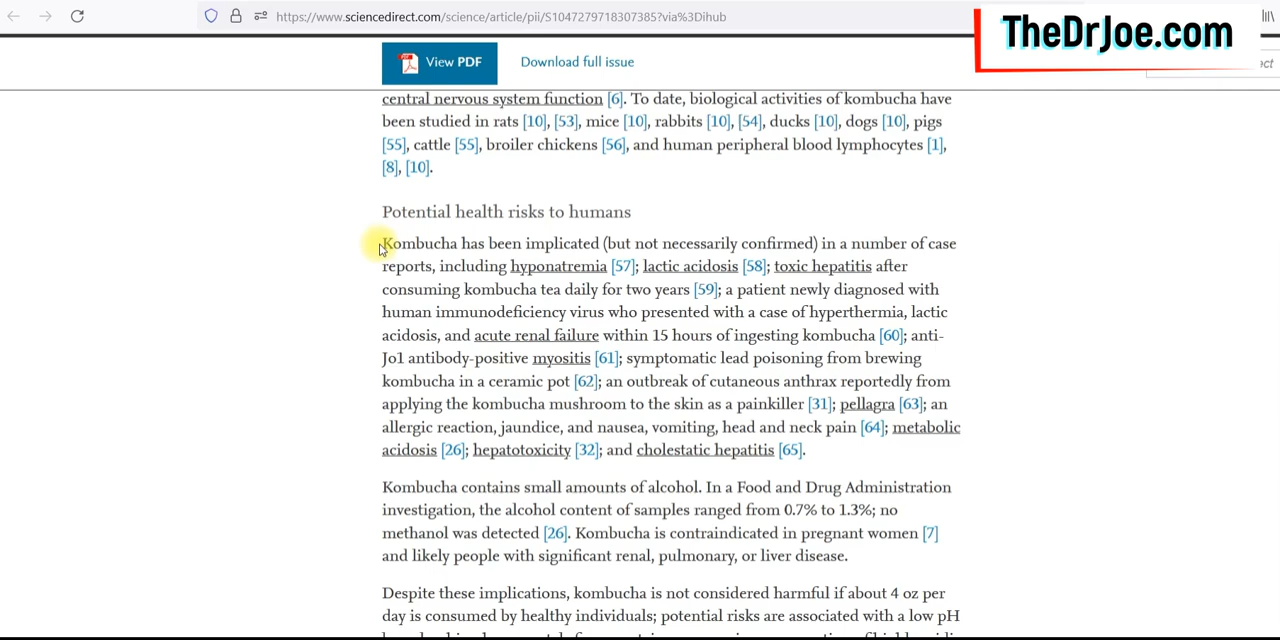 https://www.sciencedirect.com/science/article/pii/S1047279718307385?via%3Dihub
TheDrJoe.com
View PDF
Download full issue
ect
central nervous system function [6]. To date, biological activities of kombucha have
been studied in rats [10], [53], mice [10], rabbits [10], [54], ducks [10], dogs [10], pigs
[55], cattle [55], broiler chickens [56], and human peripheral blood lymphocytes [1],
[8], [10].
Potential health risks to humans
Kombucha has been implicated (but not necessarily confirmed) in a number of case
reports, including hyponatremia [57]; lactic acidosis [58]; toxic hepatitis after
consuming kombucha tea daily for two years [59]; a patient newly diagnosed with
human immunodeficiency virus who presented with a case of hyperthermia, lactic
acidosis, and acute renal failure within 15 hours of ingesting kombucha [60]; anti-
Jo1 antibody-positive myositis [61]; symptomatic lead poisoning from brewing
kombucha in a ceramic pot [62]; an outbreak of cutaneous anthrax reportedly from
applying the kombucha mushroom to the skin as a painkiller [31]; pellagra [63]; an
allergic reaction, jaundice, and nausea, vomiting, head and neck pain [64]; metabolic
acidosis [26]; hepatotoxicity [32]; and cholestatic hepatitis [65].
Kombucha contains small amounts of alcohol. In a Food and Drug Administration
investigation, the alcohol content of samples ranged from 0.7% to 1.3%; no
methanol was detected [26]. Kombucha is contraindicated in pregnant women [7]
and likely people with significant renal, pulmonary, or liver disease.
Despite these implications, kombucha is not considered harmful if about 4 oz per
day is consumed by healthy individuals; potential risks are associated with a low pH